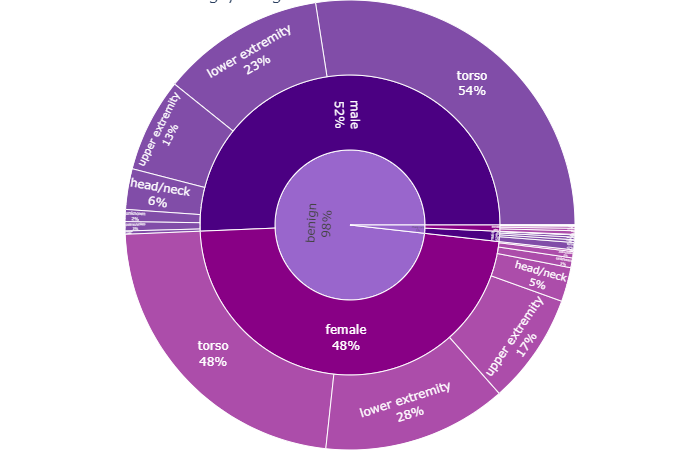 lower extremity
23%
torso
54%
upper extremity
13%
male
52%
head/neck
6%
benign
98%
head/neck
5%
female
48%
upper extremity
17%
torso
48%
lower extremity
28%